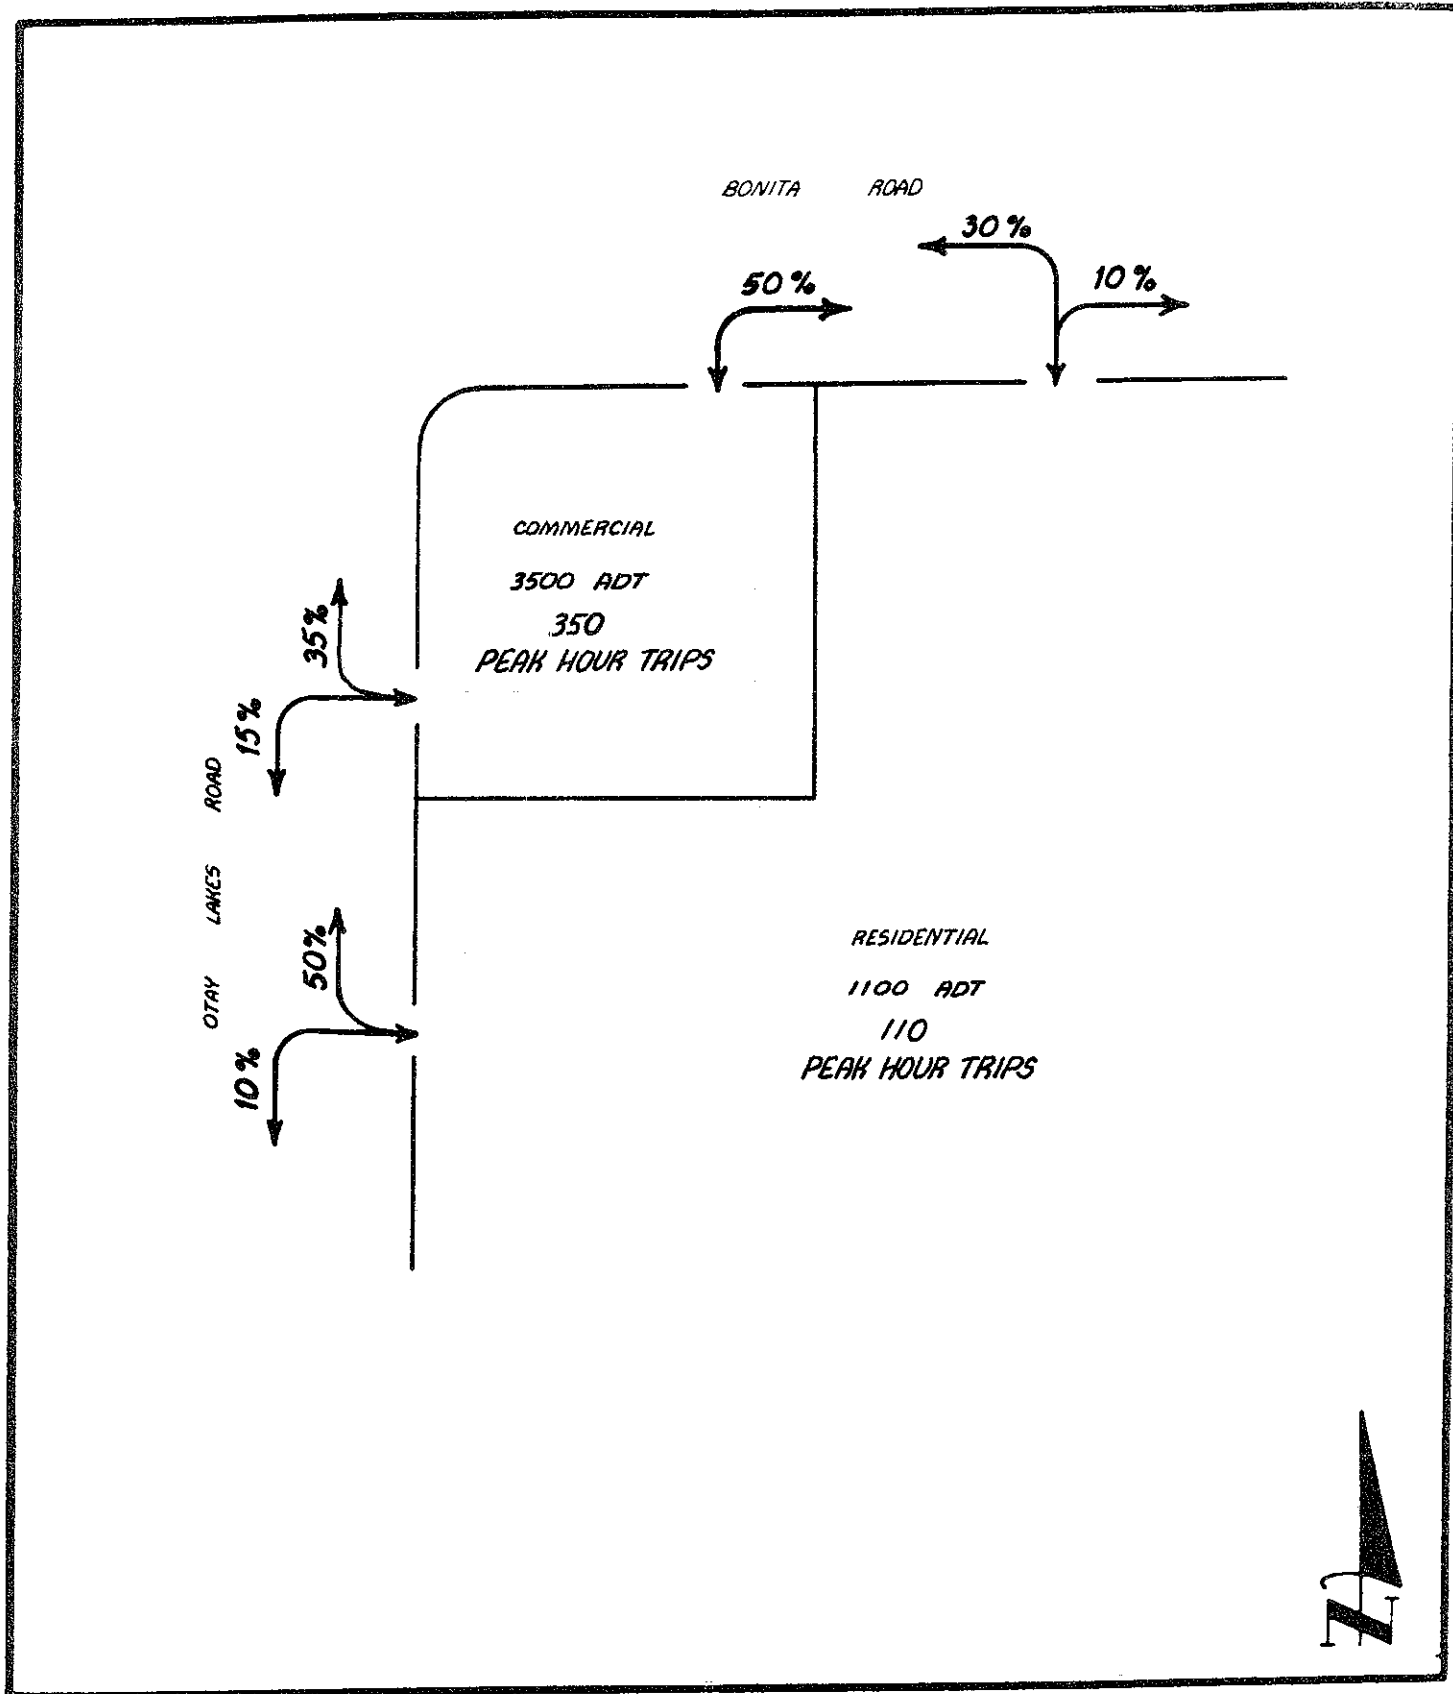 BONITA ROAD
30%
50%
10%
COMMERCIAL
3500 ADT
350
PEAK HOUR TRIPS
35%
15%
OTAY LAKES ROAD
50%
10%
RESIDENTIAL
1100 ADT
110
PEAK HOUR TRIPS
N